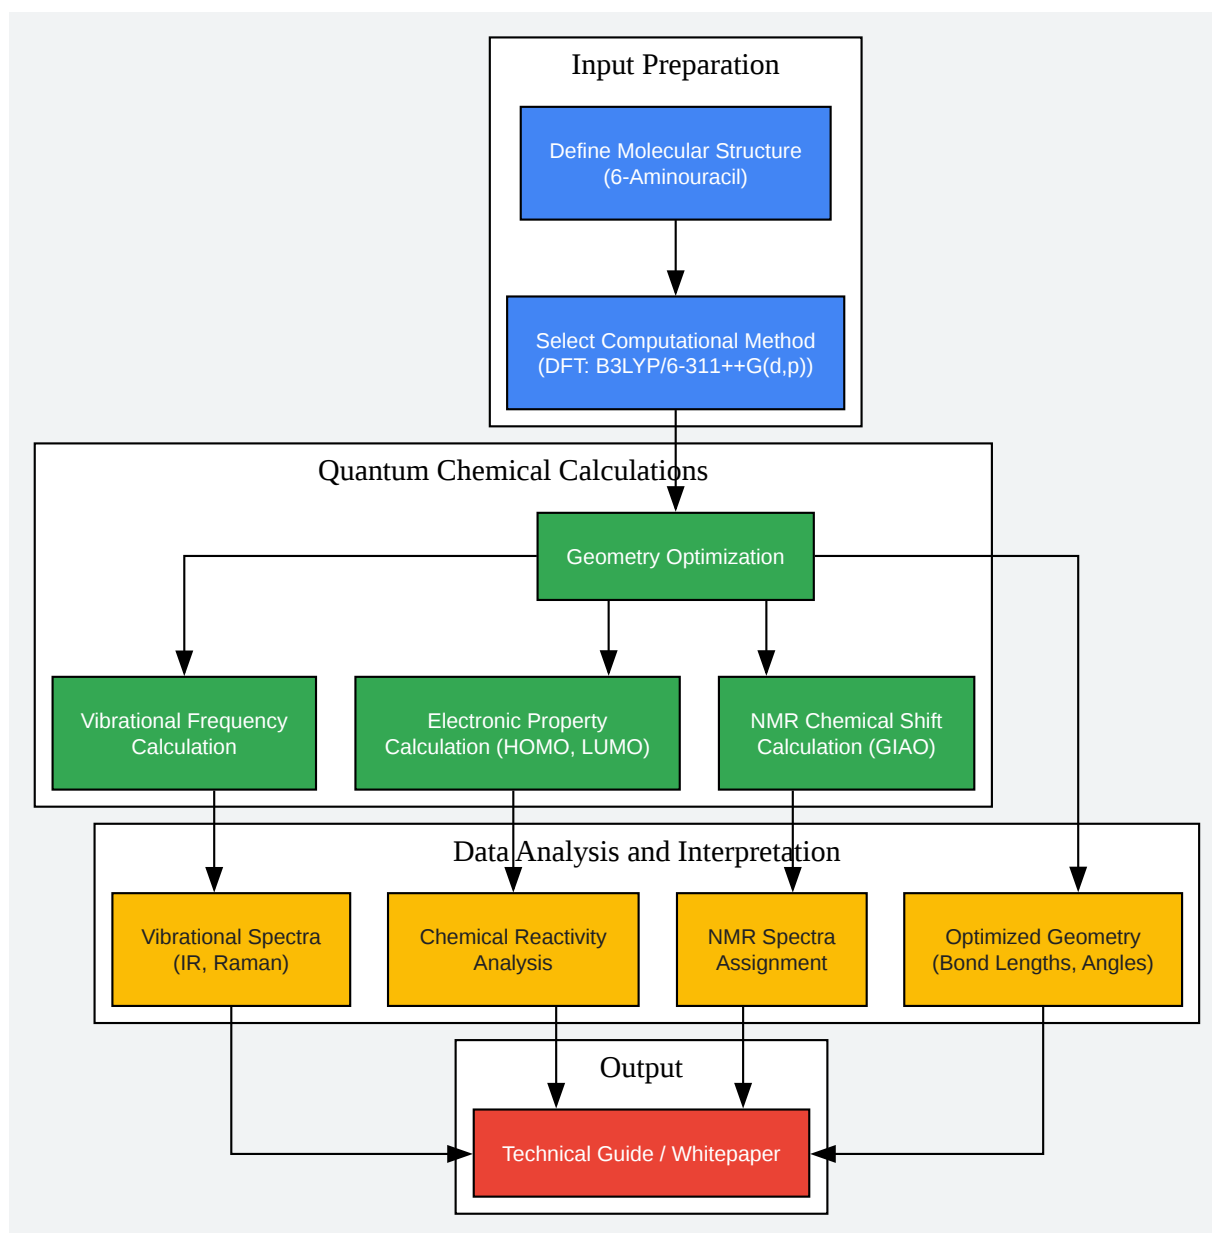 Input Preparation
Define Molecular Structure
(6-Aminouracil)
Select Computational Method
(DFT: B3LYP/6-311++G(d,p))
Quantum Chemical Calculations
Geometry Optimization
Vibrational Frequency
Calculation
Electronic Property
Calculation (HOMO, LUMO)
NMR Chemical Shift
Calculation (GIAO)
Data Analysis and Interpretation
Vibrational Spectra
(IR, Raman)
Chemical Reactivity
Analysis
NMR Spectra
Assignment
Optimized Geometry
(Bond Lengths, Angles)
Output
Technical Guide / Whitepaper